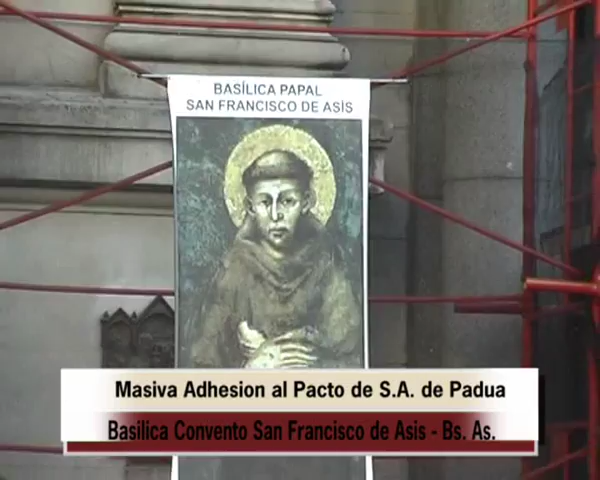 BASÍLICA PAPAL
SAN FRANCISCO DE ASÍS
Masiva Adhesion al Pacto de S.A. de Padua
Basilica Convento San Francisco de Asis - Bs. As.